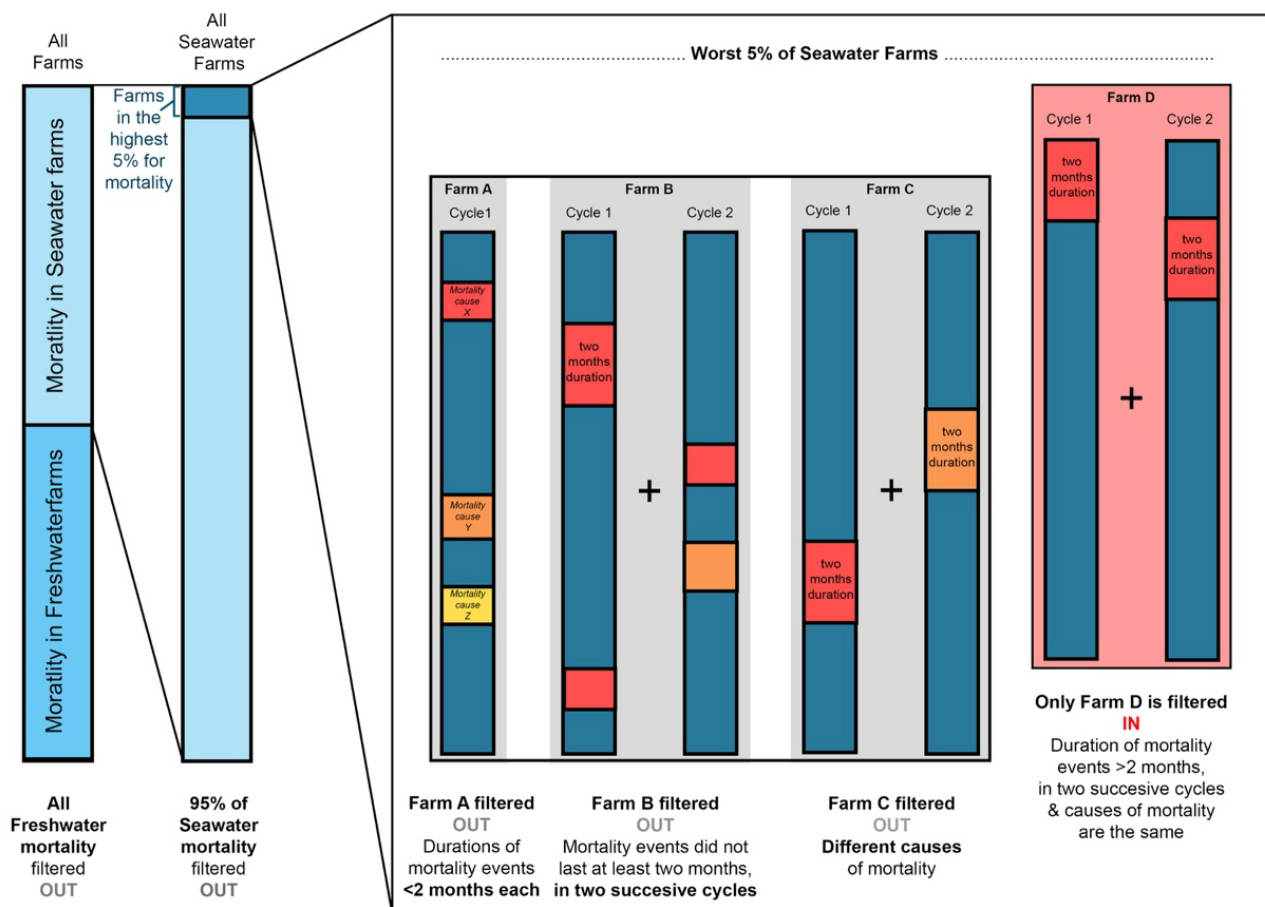 All
Farms
All
Seawater
Farms
Farms
in the
highest
5% for
mortality
Moratlity in Seawater farms
Moratlity in Freshwaterfarms
All
Freshwater
mortality
filtered
OUT
95% of
Seawater
mortality
filtered
OUT
Worst 5% of Seawater Farms
Farm A
Cycle1
Mortality
cause
X
Mortality
cause
Y
Mortality
cause
Z
Farm A filtered
OUT
Durations of
mortality events
<2 months each
Farm B
Cycle 1
Cycle 2
two
months
duration
+
Farm B filtered
OUT
Mortality events did not
last at least two months,
in two succesive cycles
Farm C
Cycle 1
Cycle 2
two
months
duration
+
two
months
duration
Farm C filtered
OUT
Different causes
of mortality
Farm D
Cycle 1
Cycle 2
two
months
duration
two
months
duration
+
Only Farm D is filtered
IN
Duration of mortality
events >2 months,
in two succesive cycles
& causes of mortality
are the same